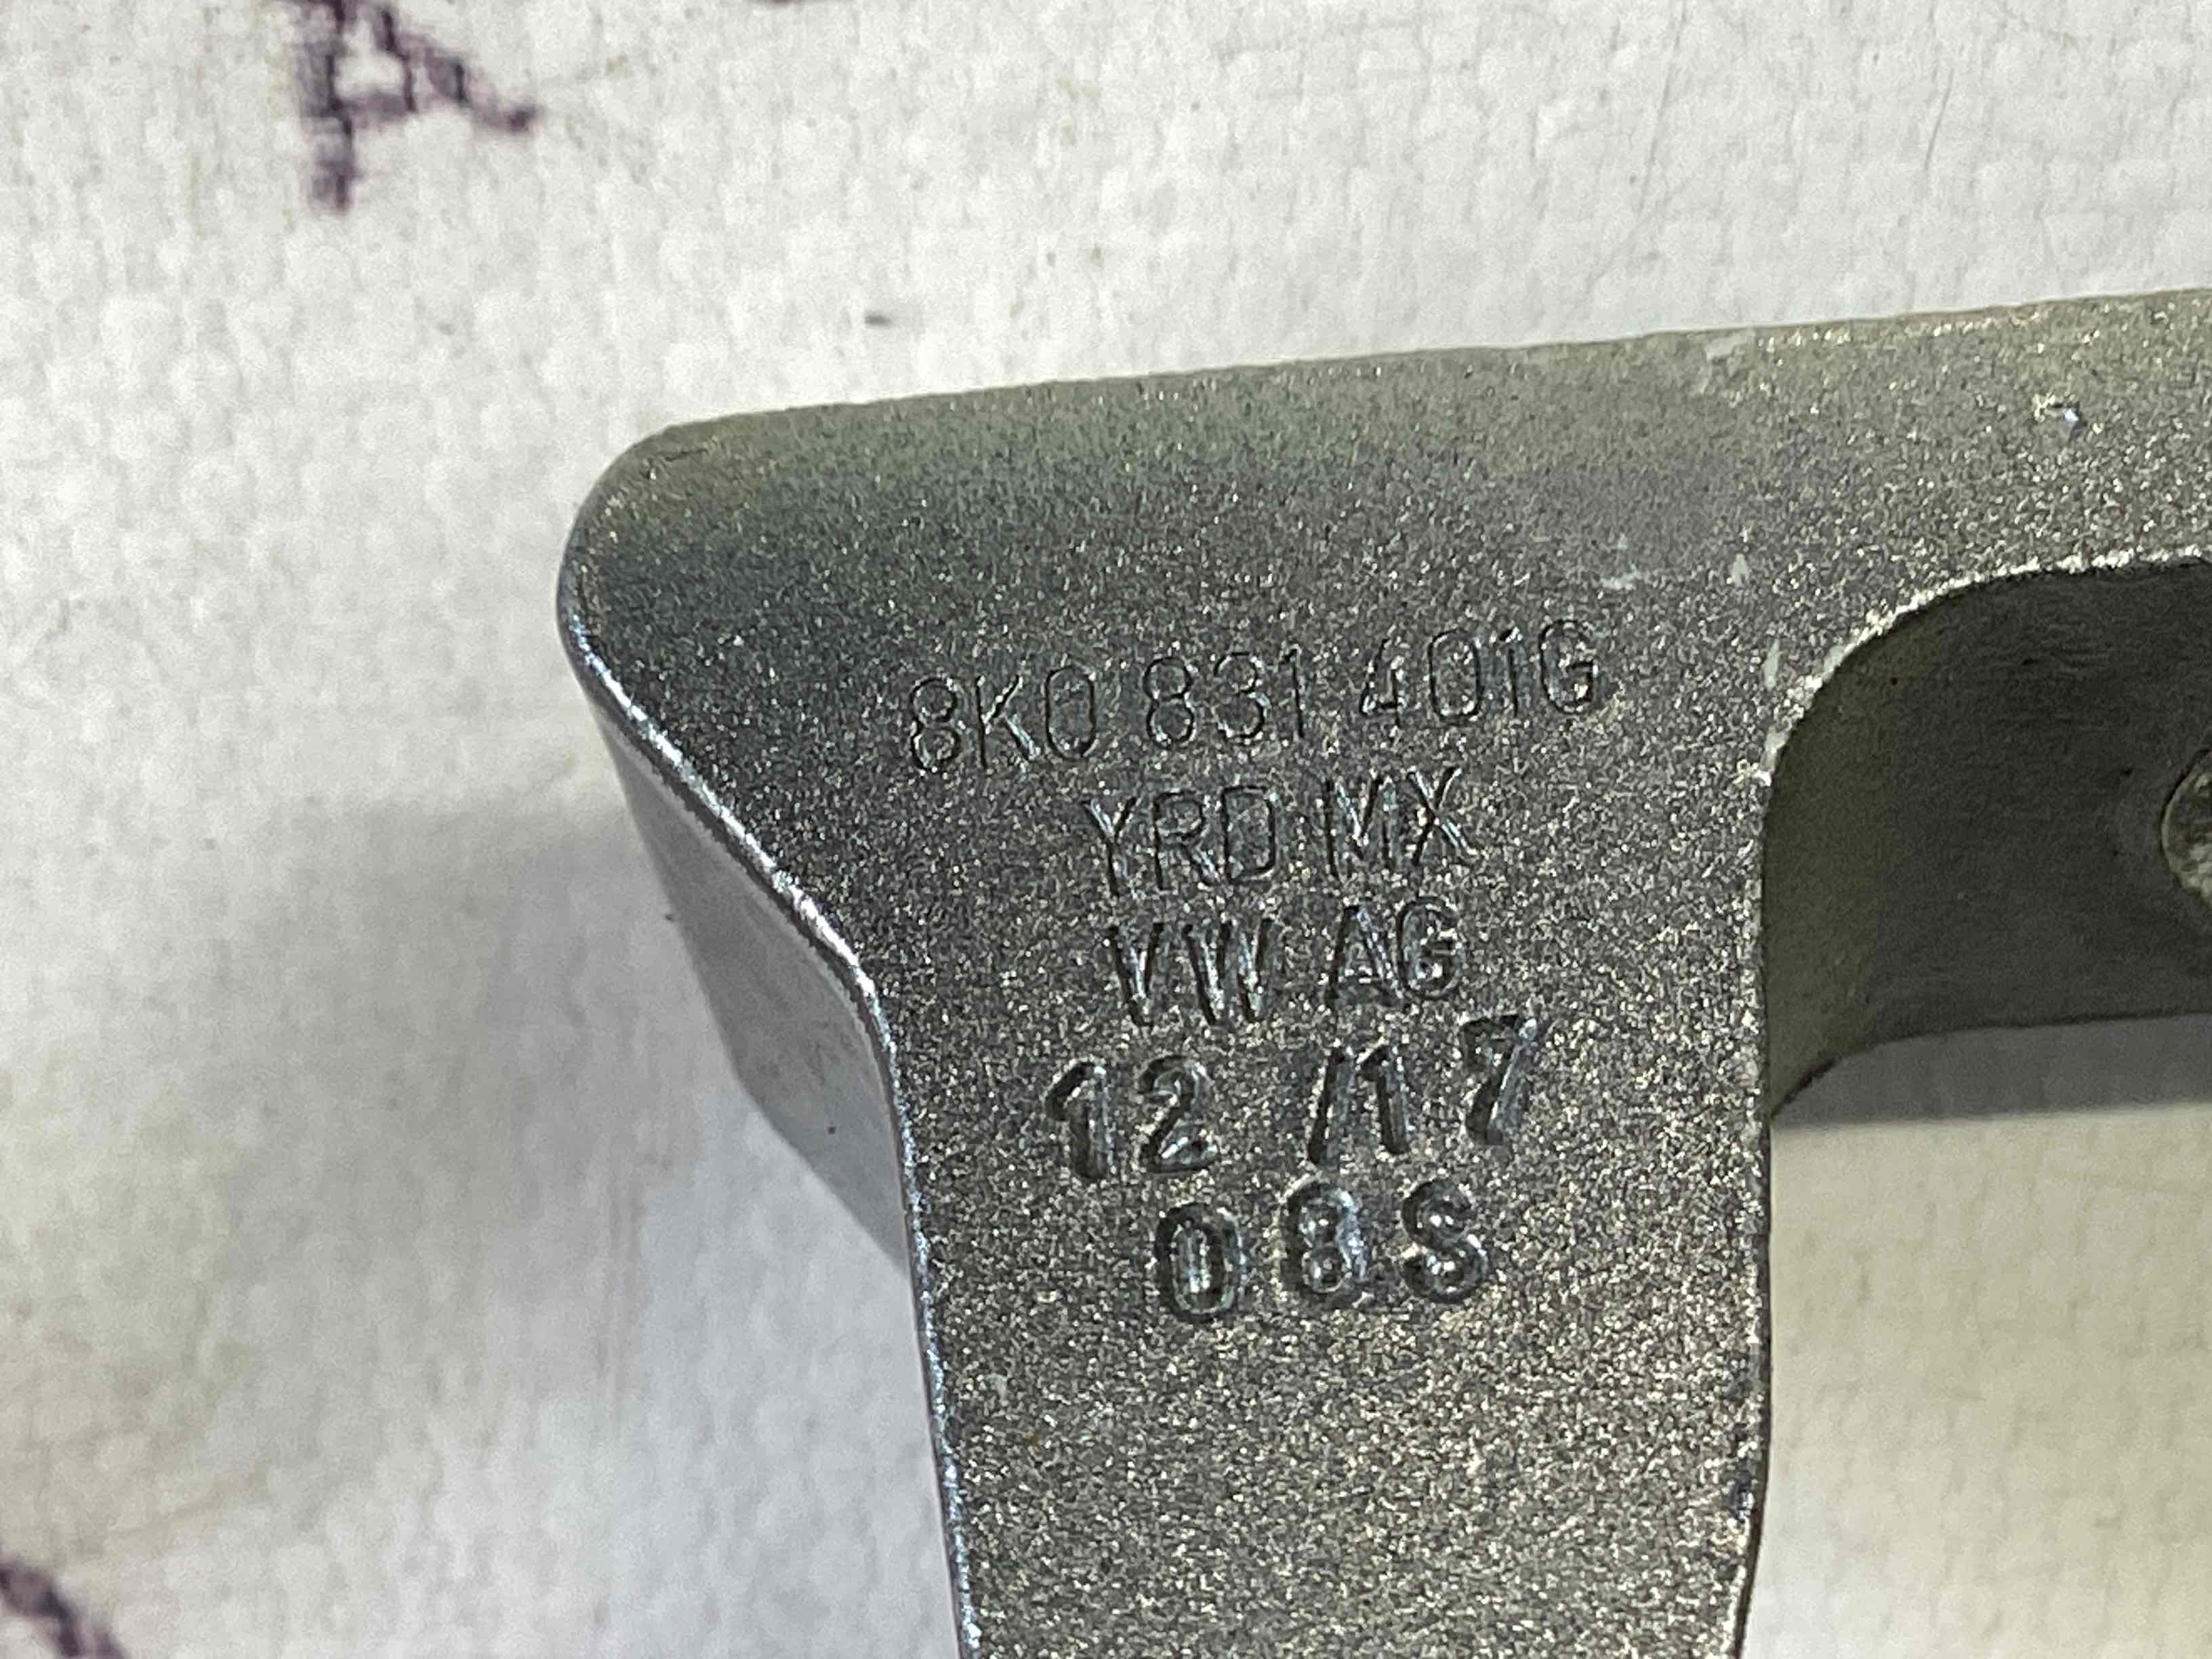 8K0 831 401G
YRD MX
VW AG
12 /17
08S